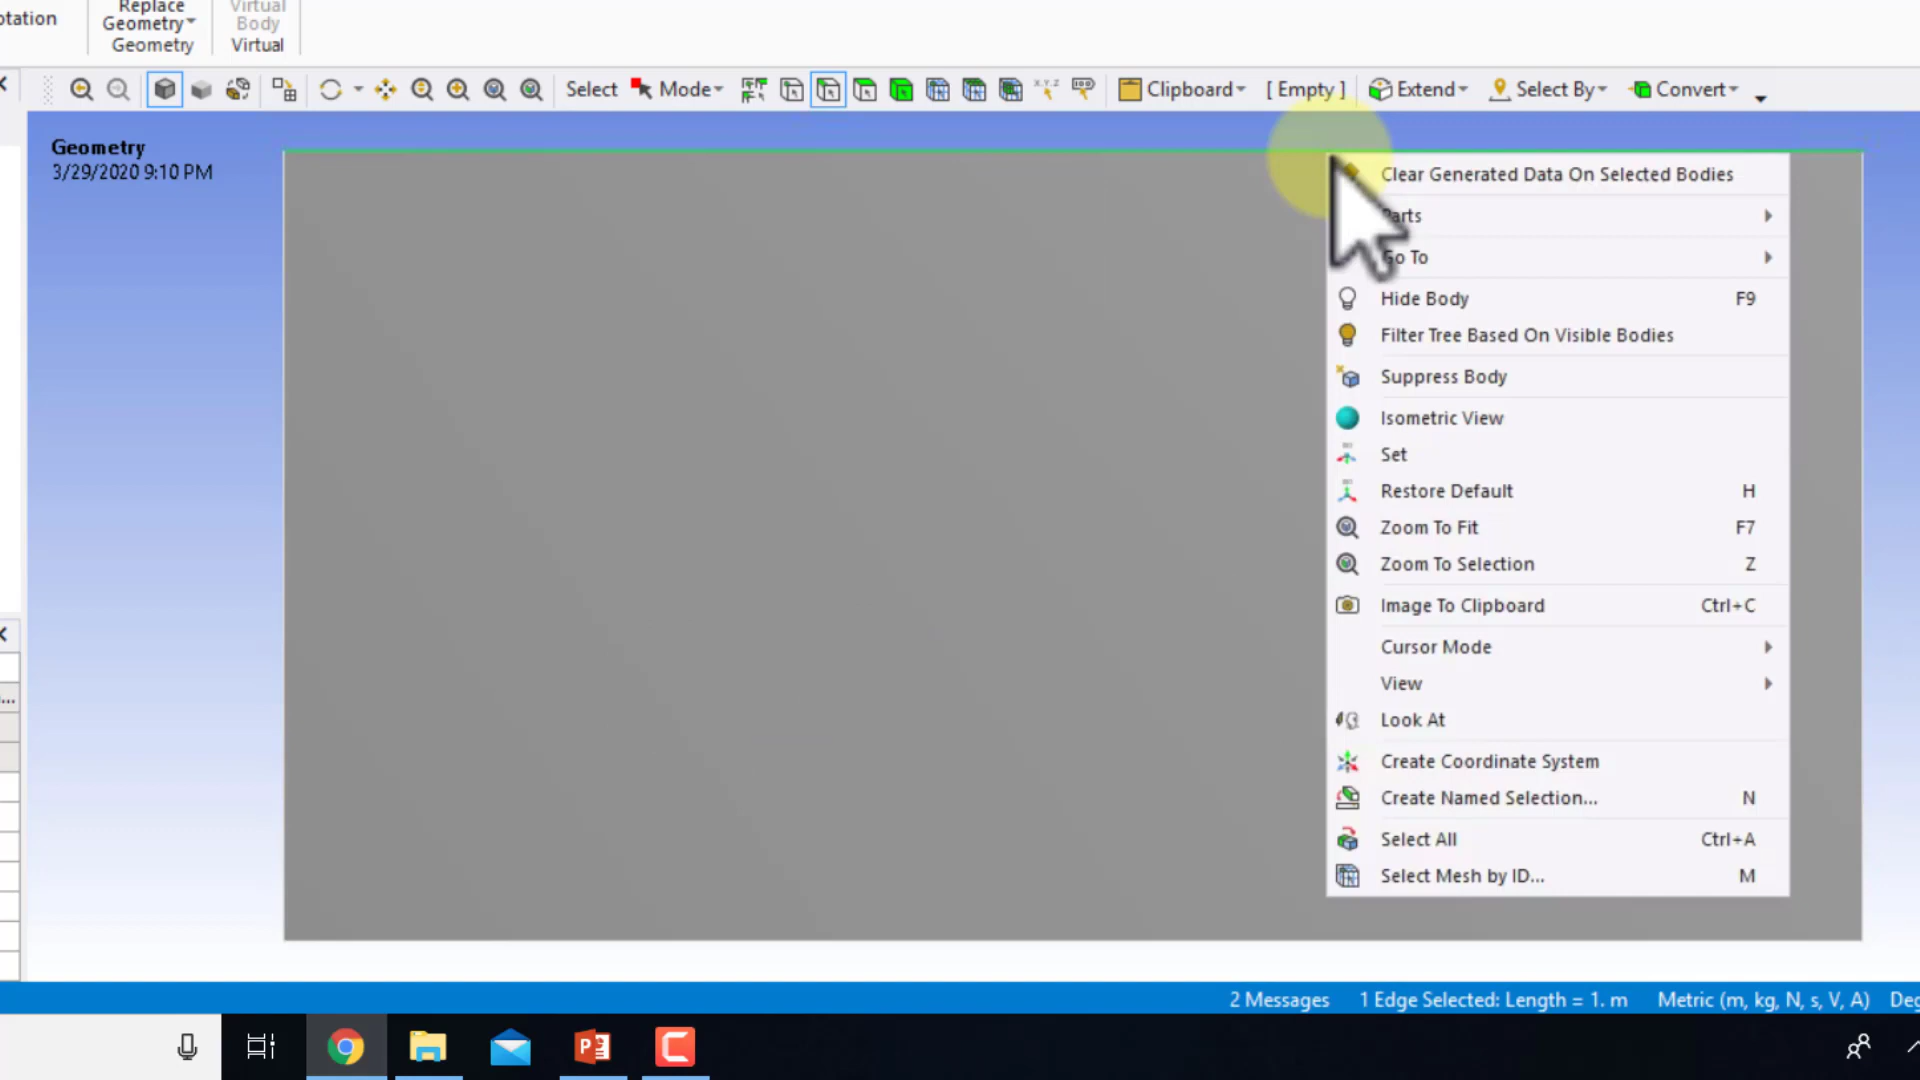 Replace
Geometry
Geometry
Virtual
Body
Virtual
Select
Mode
Clipboard
[ Empty ]
Extend
Select By
Convert
Geometry
3/29/2020 9:10 PM
Clear Generated Data On Selected Bodies
Go To
Hide Body F9
Filter Tree Based On Visible Bodies
Suppress Body
Isometric View
Set
Restore Default H
Zoom To Fit F7
Zoom To Selection Z
Image To Clipboard Ctrl+C
Cursor Mode
View
Look At
Create Coordinate System
Create Named Selection... N
Select All Ctrl+A
Select Mesh by ID... M
2 Messages
1 Edge Selected: Length = 1. m
Metric (m, kg, N, s, V, A)